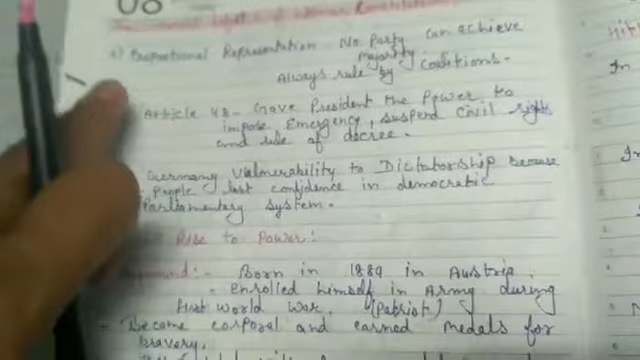 08
a) Proportional Representation No Party can achieve
majority
Always rule by Coalitions.
Article 48 - Gave President the Power to
impose Emergency, suspend civil rights
and rule of decree.
Germany Vulnerability to Dictatorship because
People lost confidence in democratic
Parliamentary system.
Rise to Power:
:- Born in 1889 in Austria
- Enrolled himself in Army during
First World War. (Patriot)
- Become corporal and earned medals for
bravery.
In
In